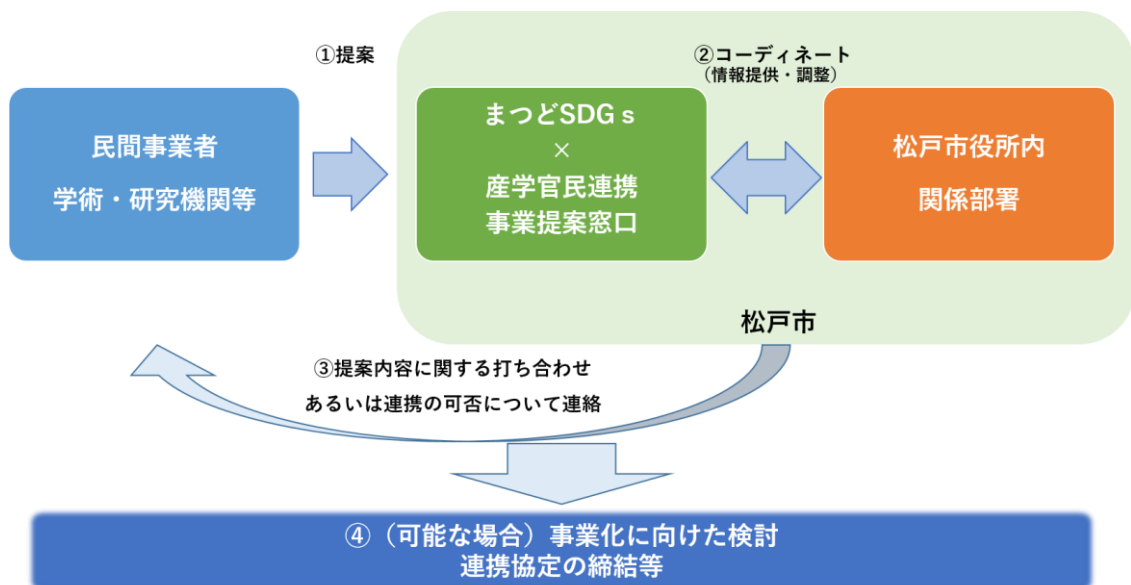 ①提案
②コーディネート
(情報提供・調整)
民間事業者
学術・研究機関等
まつどSDGｓ
×
産学官民連携
事業提案窓口
松戸市役所内
関係部署
松戸市
③提案内容に関する打ち合わせ
あるいは連携の可否について連絡
④（可能な場合）事業化に向けた検討
連携協定の締結等